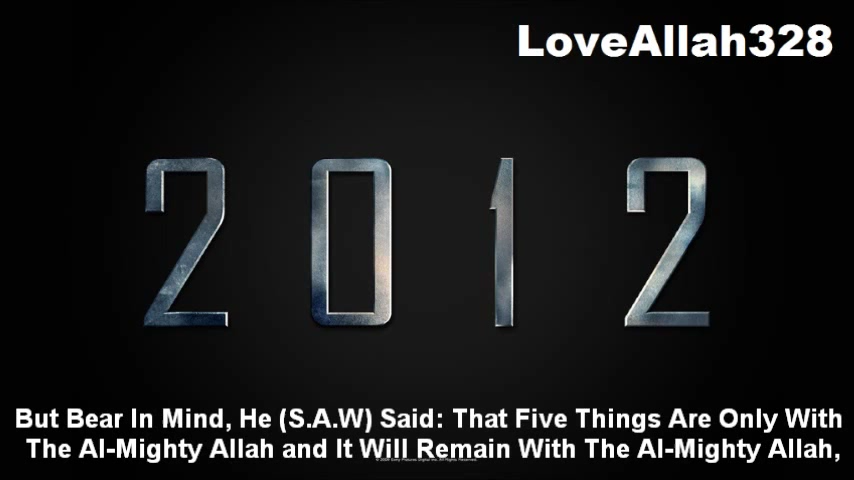 LoveAllah328
2012
But Bear In Mind, He (S.A.W) Said: That Five Things Are Only With
The Al-Mighty Allah and It Will Remain With The Al-Mighty Allah,